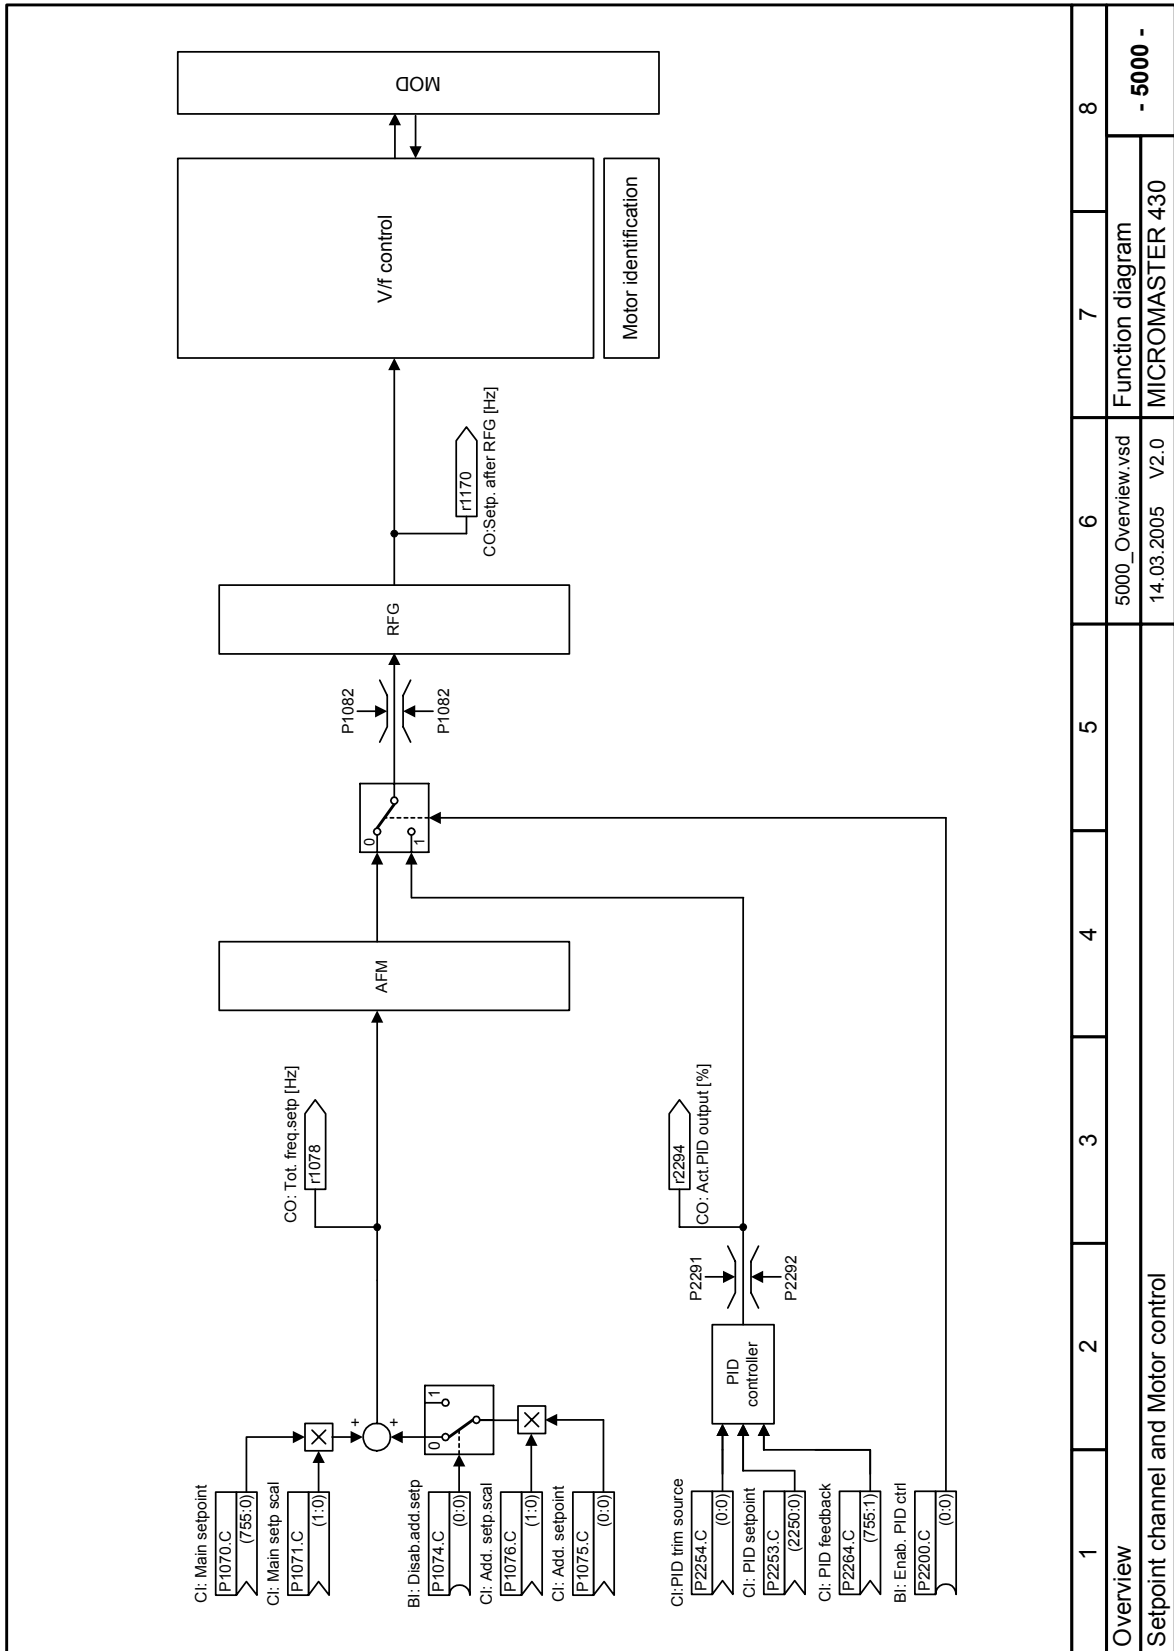 CI: Main setpoint
P1070.C
(755:0)
CI: Main setp scal
P1071.C
(1:0)
BI: Disab.add.setp
P1074.C
(0:0)
CI: Add. setp.scal
P1076.C
(1:0)
CI: Add. setpoint
P1075.C
(0:0)
+
+
0
1
CO: Tot. freq.setp [Hz]
r1078
AFM
0
1
P1082
P1082
RFG
r1170
CO:Setp. after RFG [Hz]
V/f control
Motor identification
MOD
CI:PID trim source
P2254.C
(0:0)
CI: PID setpoint
P2253.C
(2250:0)
CI: PID feedback
P2264.C
(755:1)
BI: Enab. PID ctrl
P2200.C
(0:0)
PID
controller
P2291
P2292
r2294
CO: Act.PID output [%]
1
2
3
4
5
6
7
8
Overview
5000_Overview.vsd
Function diagram
- 5000 -
Setpoint channel and Motor control
14.03.2005 V2.0
MICROMASTER 430